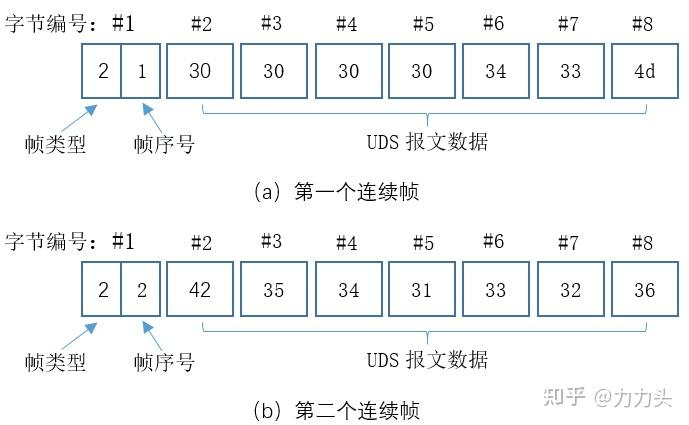 字节编号：#1 #2 #3 #4 #5 #6 #7 #8
2 1 30 30 30 30 34 33 4d
帧类型 帧序号 UDS 报文数据
（a）第一个连续帧
字节编号：#1 #2 #3 #4 #5 #6 #7 #8
2 2 42 35 34 31 33 32 36
帧类型 帧序号 UDS 报文数据
（b）第二个连续帧
知乎 @力力头